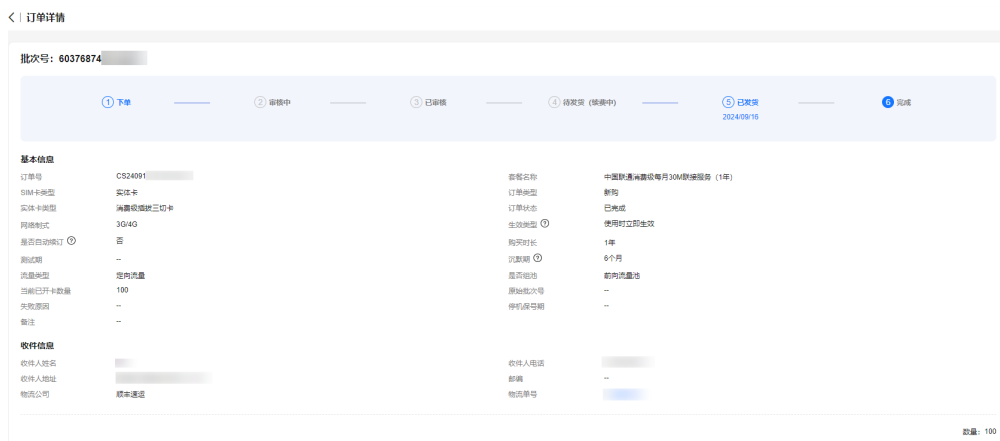 订单详情
批次号：60376874
1 下单 2 审核中 3 已审核 4 待发货（续费中） 5 已发货 6 完成
2024/09/16
基本信息
订单号 CS24091 套餐名称 中国联通消费级每月30M联接服务（1年）
SIM卡类型 实体卡 订单类型 新购
实体卡类型 消费级插拔三切卡 订单状态 已完成
网络制式 3G/4G 生效类型 ? 使用时立即生效
是否自动续订 ? 否 购买时长 1年
测试期 -- 沉默期 ? 6个月
流量类型 定向流量 是否组池 前向流量池
当前已开卡数量 100 原始批次号 --
失败原因 -- 停机保号期 --
备注 --
收件信息
收件人姓名 收件人电话
收件人地址 邮编 --
物流公司 顺丰速运 物流单号
数量：100